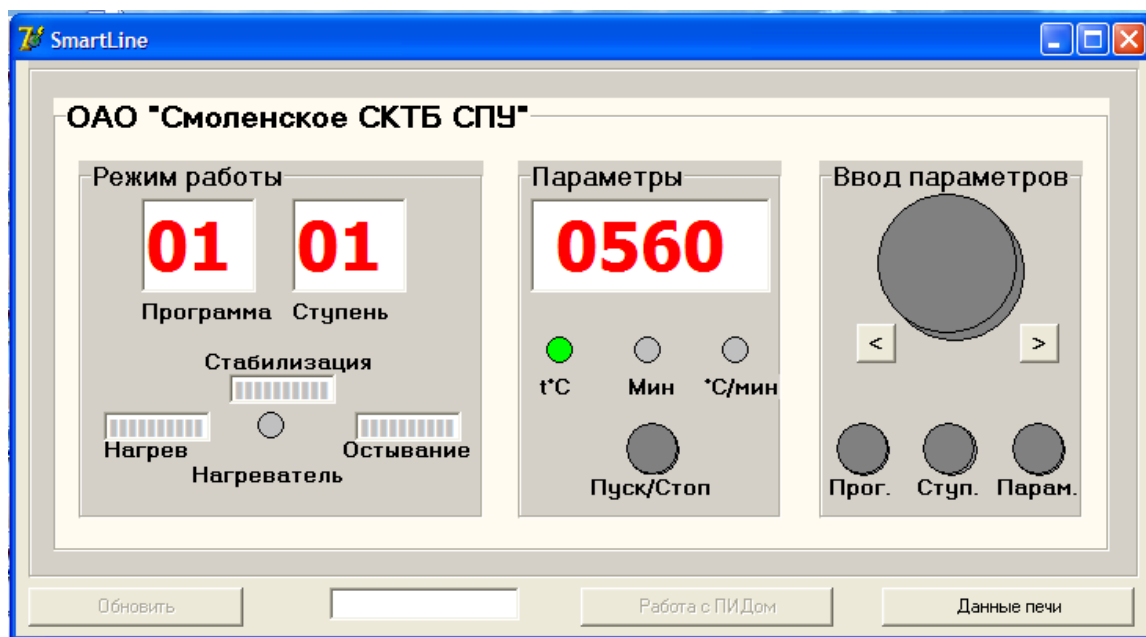 SmartLine
ОАО "Смоленское СКТБ СПУ"
Режим работы
01 01
Программа Ступень
Стабилизация
Нагрев
Остывание
Нагреватель
Параметры
0560
t°C Мин °C/мин
Пуск/Стоп
Ввод параметров
< >
Прог. Ступ. Парам.
Обновить Работа с ПИДом Данные печи